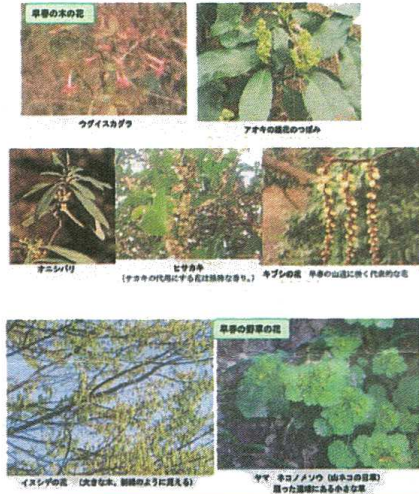 早春の木の花
ウグイスカグラ
アオキの雄花のつぼみ
オニシバリ
ヒサカキ
(サカキの代用にする花は独特な香り。)
キブシの花 早春の山道に咲く代表的な花
イヌシデの花 (大きな木。新緑のように見える)
早春の野草の花
ヤマ ネコノメソウ (山ネコの目草)
湿った道端にある小さな草